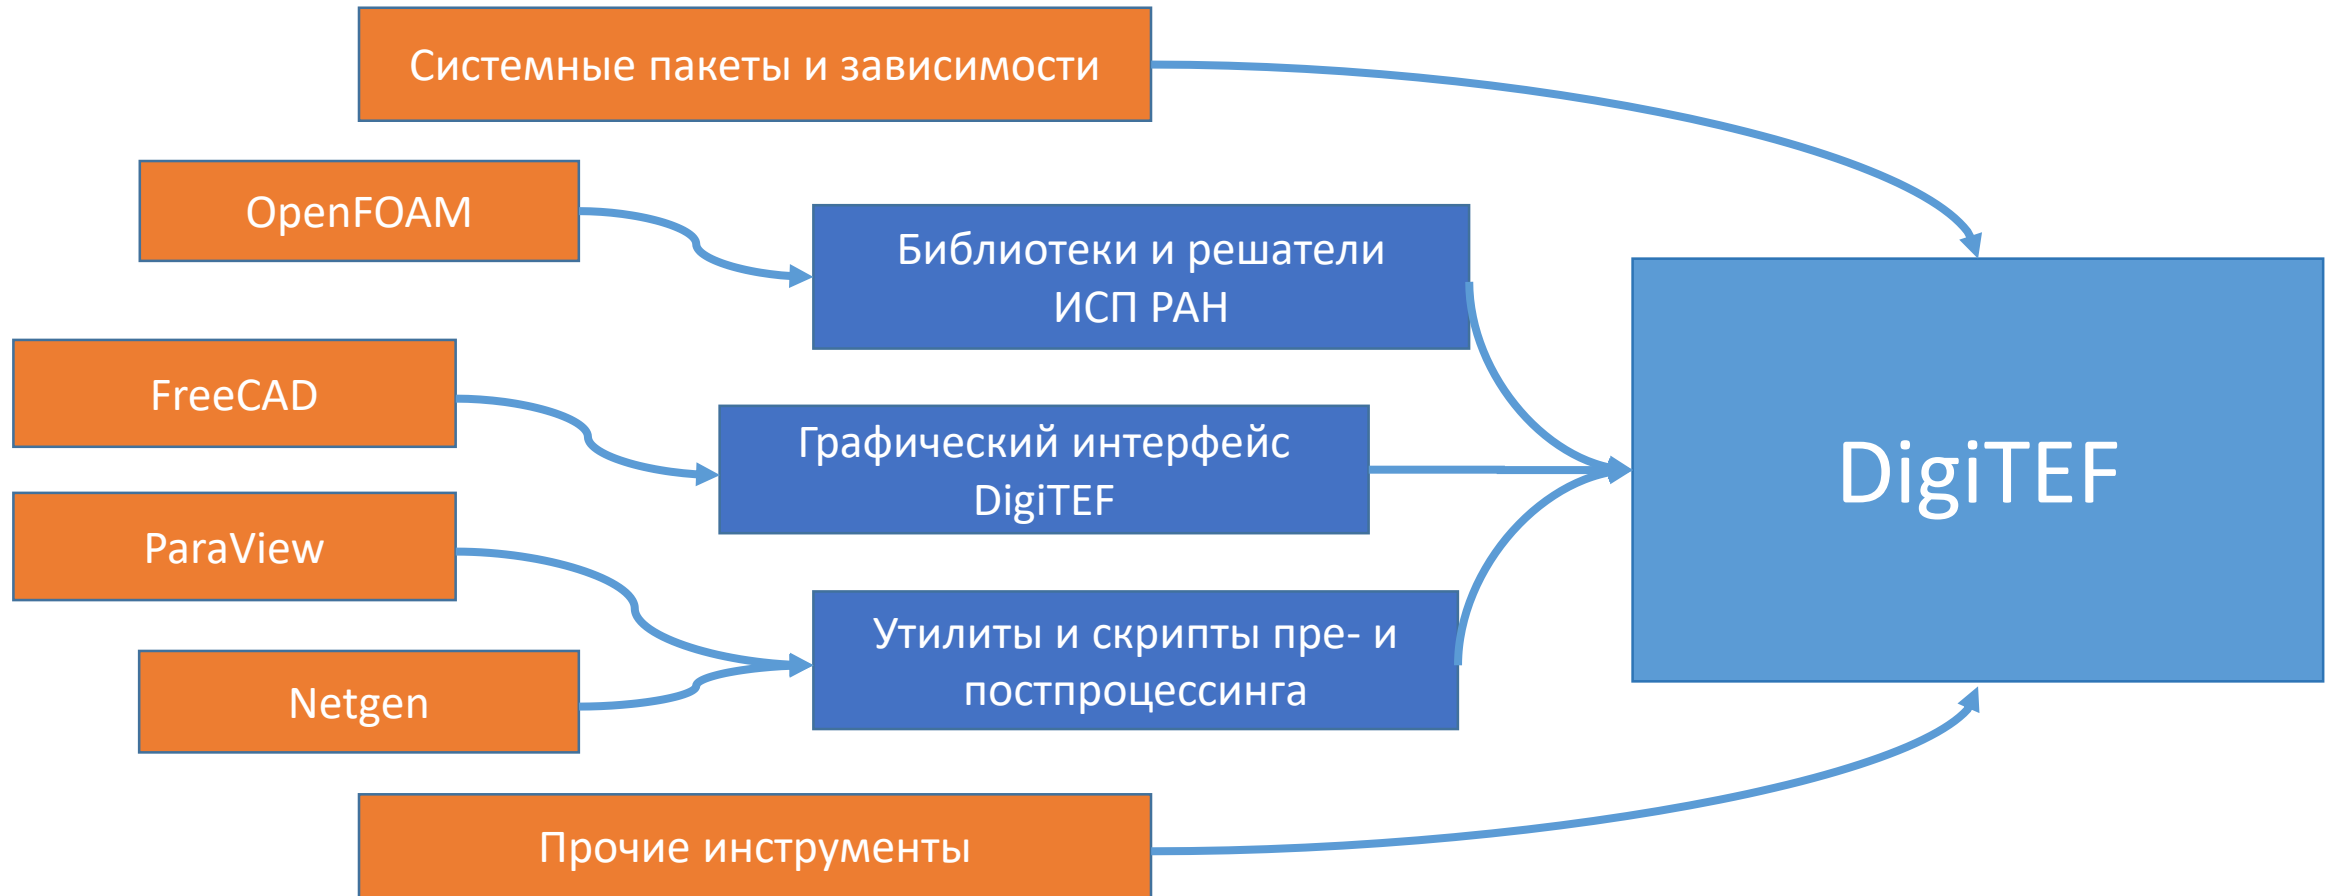 Системные пакеты и зависимости
OpenFOAM
Библиотеки и решатели
ИСП РАН
FreeCAD
Графический интерфейс
DigiTEF
ParaView
Утилиты и скрипты пре- и
постпроцессинга
Netgen
Прочие инструменты
DigiTEF